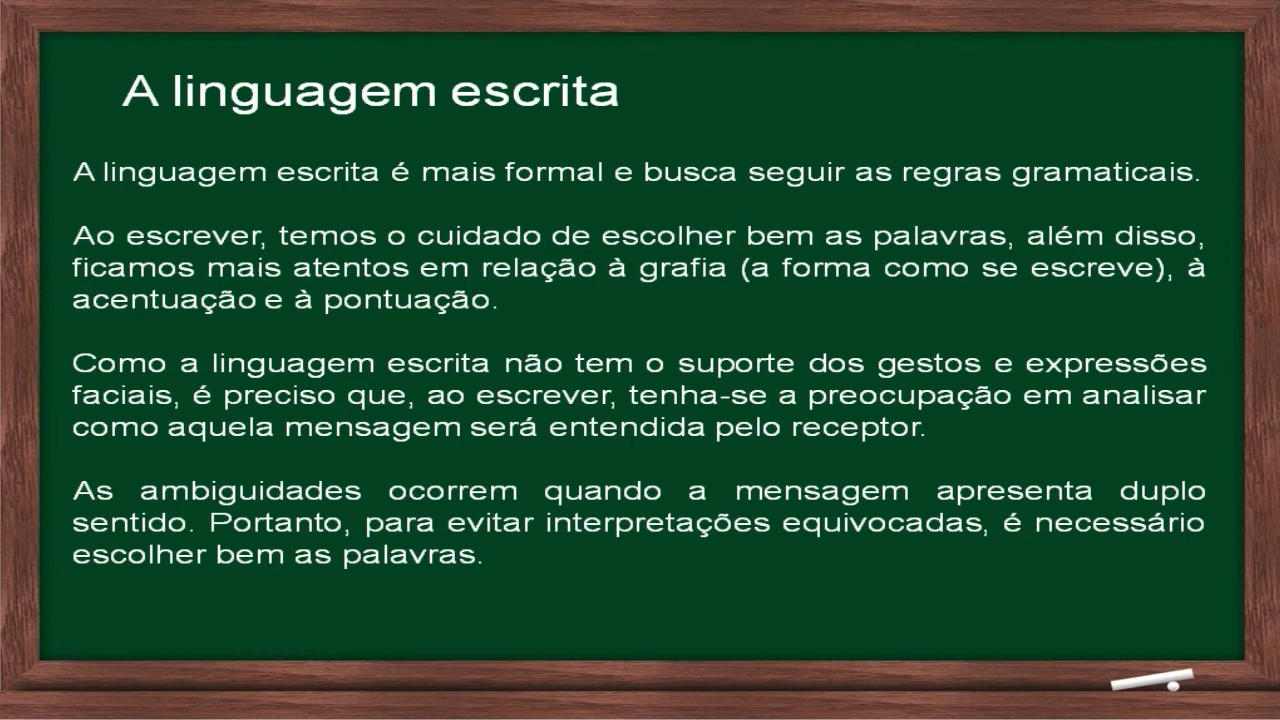 A linguagem escrita
A linguagem escrita é mais formal e busca seguir as regras gramaticais.
Ao escrever, temos o cuidado de escolher bem as palavras, além disso,
ficamos mais atentos em relação à grafia (a forma como se escreve), à
acentuação e à pontuação.
Como a linguagem escrita não tem o suporte dos gestos e expressões
faciais, é preciso que, ao escrever, tenha-se a preocupação em analisar
como aquela mensagem será entendida pelo receptor.
As ambiguidades ocorrem quando a mensagem apresenta duplo
sentido. Portanto, para evitar interpretações equivocadas, é necessário
escolher bem as palavras.